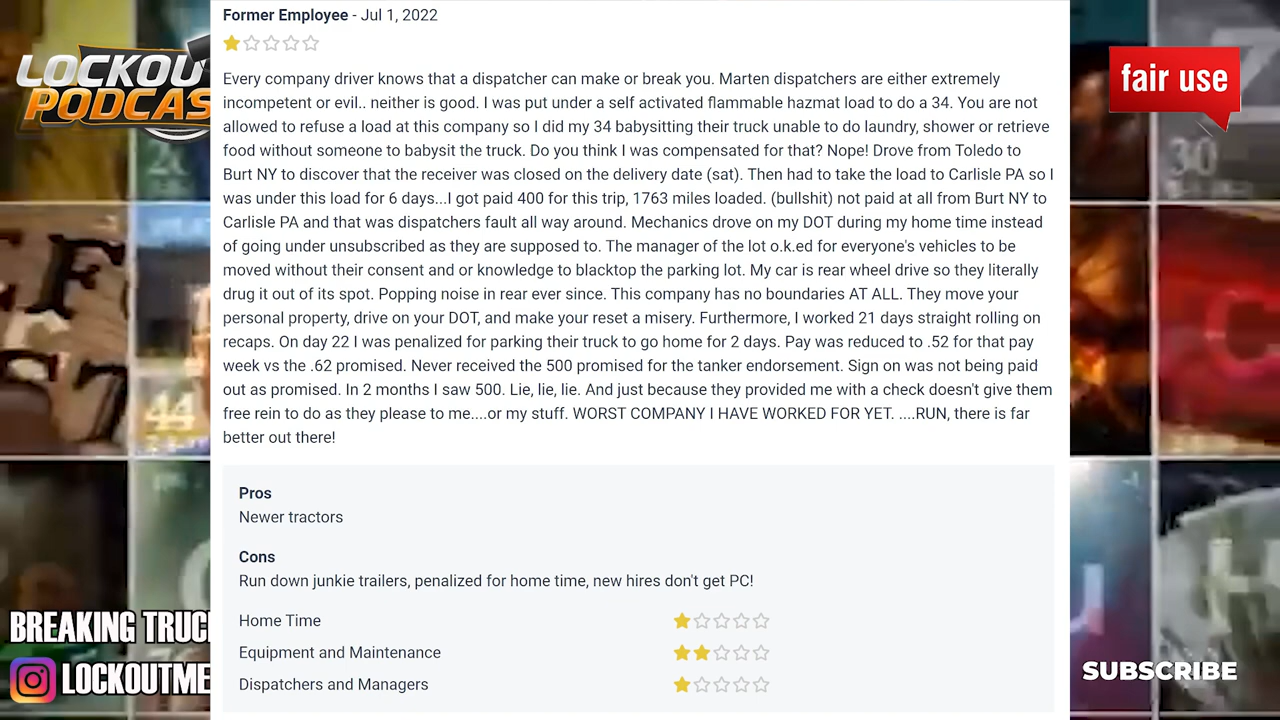 Former Employee - Jul 1, 2022
LOCKOU
PODCAS
fair use
Every company driver knows that a dispatcher can make or break you. Marten dispatchers are either extremely
incompetent or evil.. neither is good. I was put under a self activated flammable hazmat load to do a 34. You are not
allowed to refuse a load at this company so I did my 34 babysitting their truck unable to do laundry, shower or retrieve
food without someone to babysit the truck. Do you think I was compensated for that? Nope! Drove from Toledo to
Burt NY to discover that the receiver was closed on the delivery date (sat). Then had to take the load to Carlisle PA so I
was under this load for 6 days...I got paid 400 for this trip, 1763 miles loaded. (bullshit) not paid at all from Burt NY to
Carlisle PA and that was dispatchers fault all way around. Mechanics drove on my DOT during my home time instead
of going under unsubscribed as they are supposed to. The manager of the lot o.k.ed for everyone's vehicles to be
moved without their consent and or knowledge to blacktop the parking lot. My car is rear wheel drive so they literally
drug it out of its spot. Popping noise in rear ever since. This company has no boundaries AT ALL. They move your
personal property, drive on your DOT, and make your reset a misery. Furthermore, I worked 21 days straight rolling on
recaps. On day 22 I was penalized for parking their truck to go home for 2 days. Pay was reduced to .52 for that pay
week vs the .62 promised. Never received the 500 promised for the tanker endorsement. Sign on was not being paid
out as promised. In 2 months I saw 500. Lie, lie, lie. And just because they provided me with a check doesn't give them
free rein to do as they please to me....or my stuff. WORST COMPANY I HAVE WORKED FOR YET. ....RUN, there is far
better out there!
30
44
Pros
Newer tractors
Cons
Run down junkie trailers, penalized for home time, new hires don't get PC!
Home Time
Equipment and Maintenance
Dispatchers and Managers
BREAKING TRUC
LOCKOUTME
SUBSCRIBE